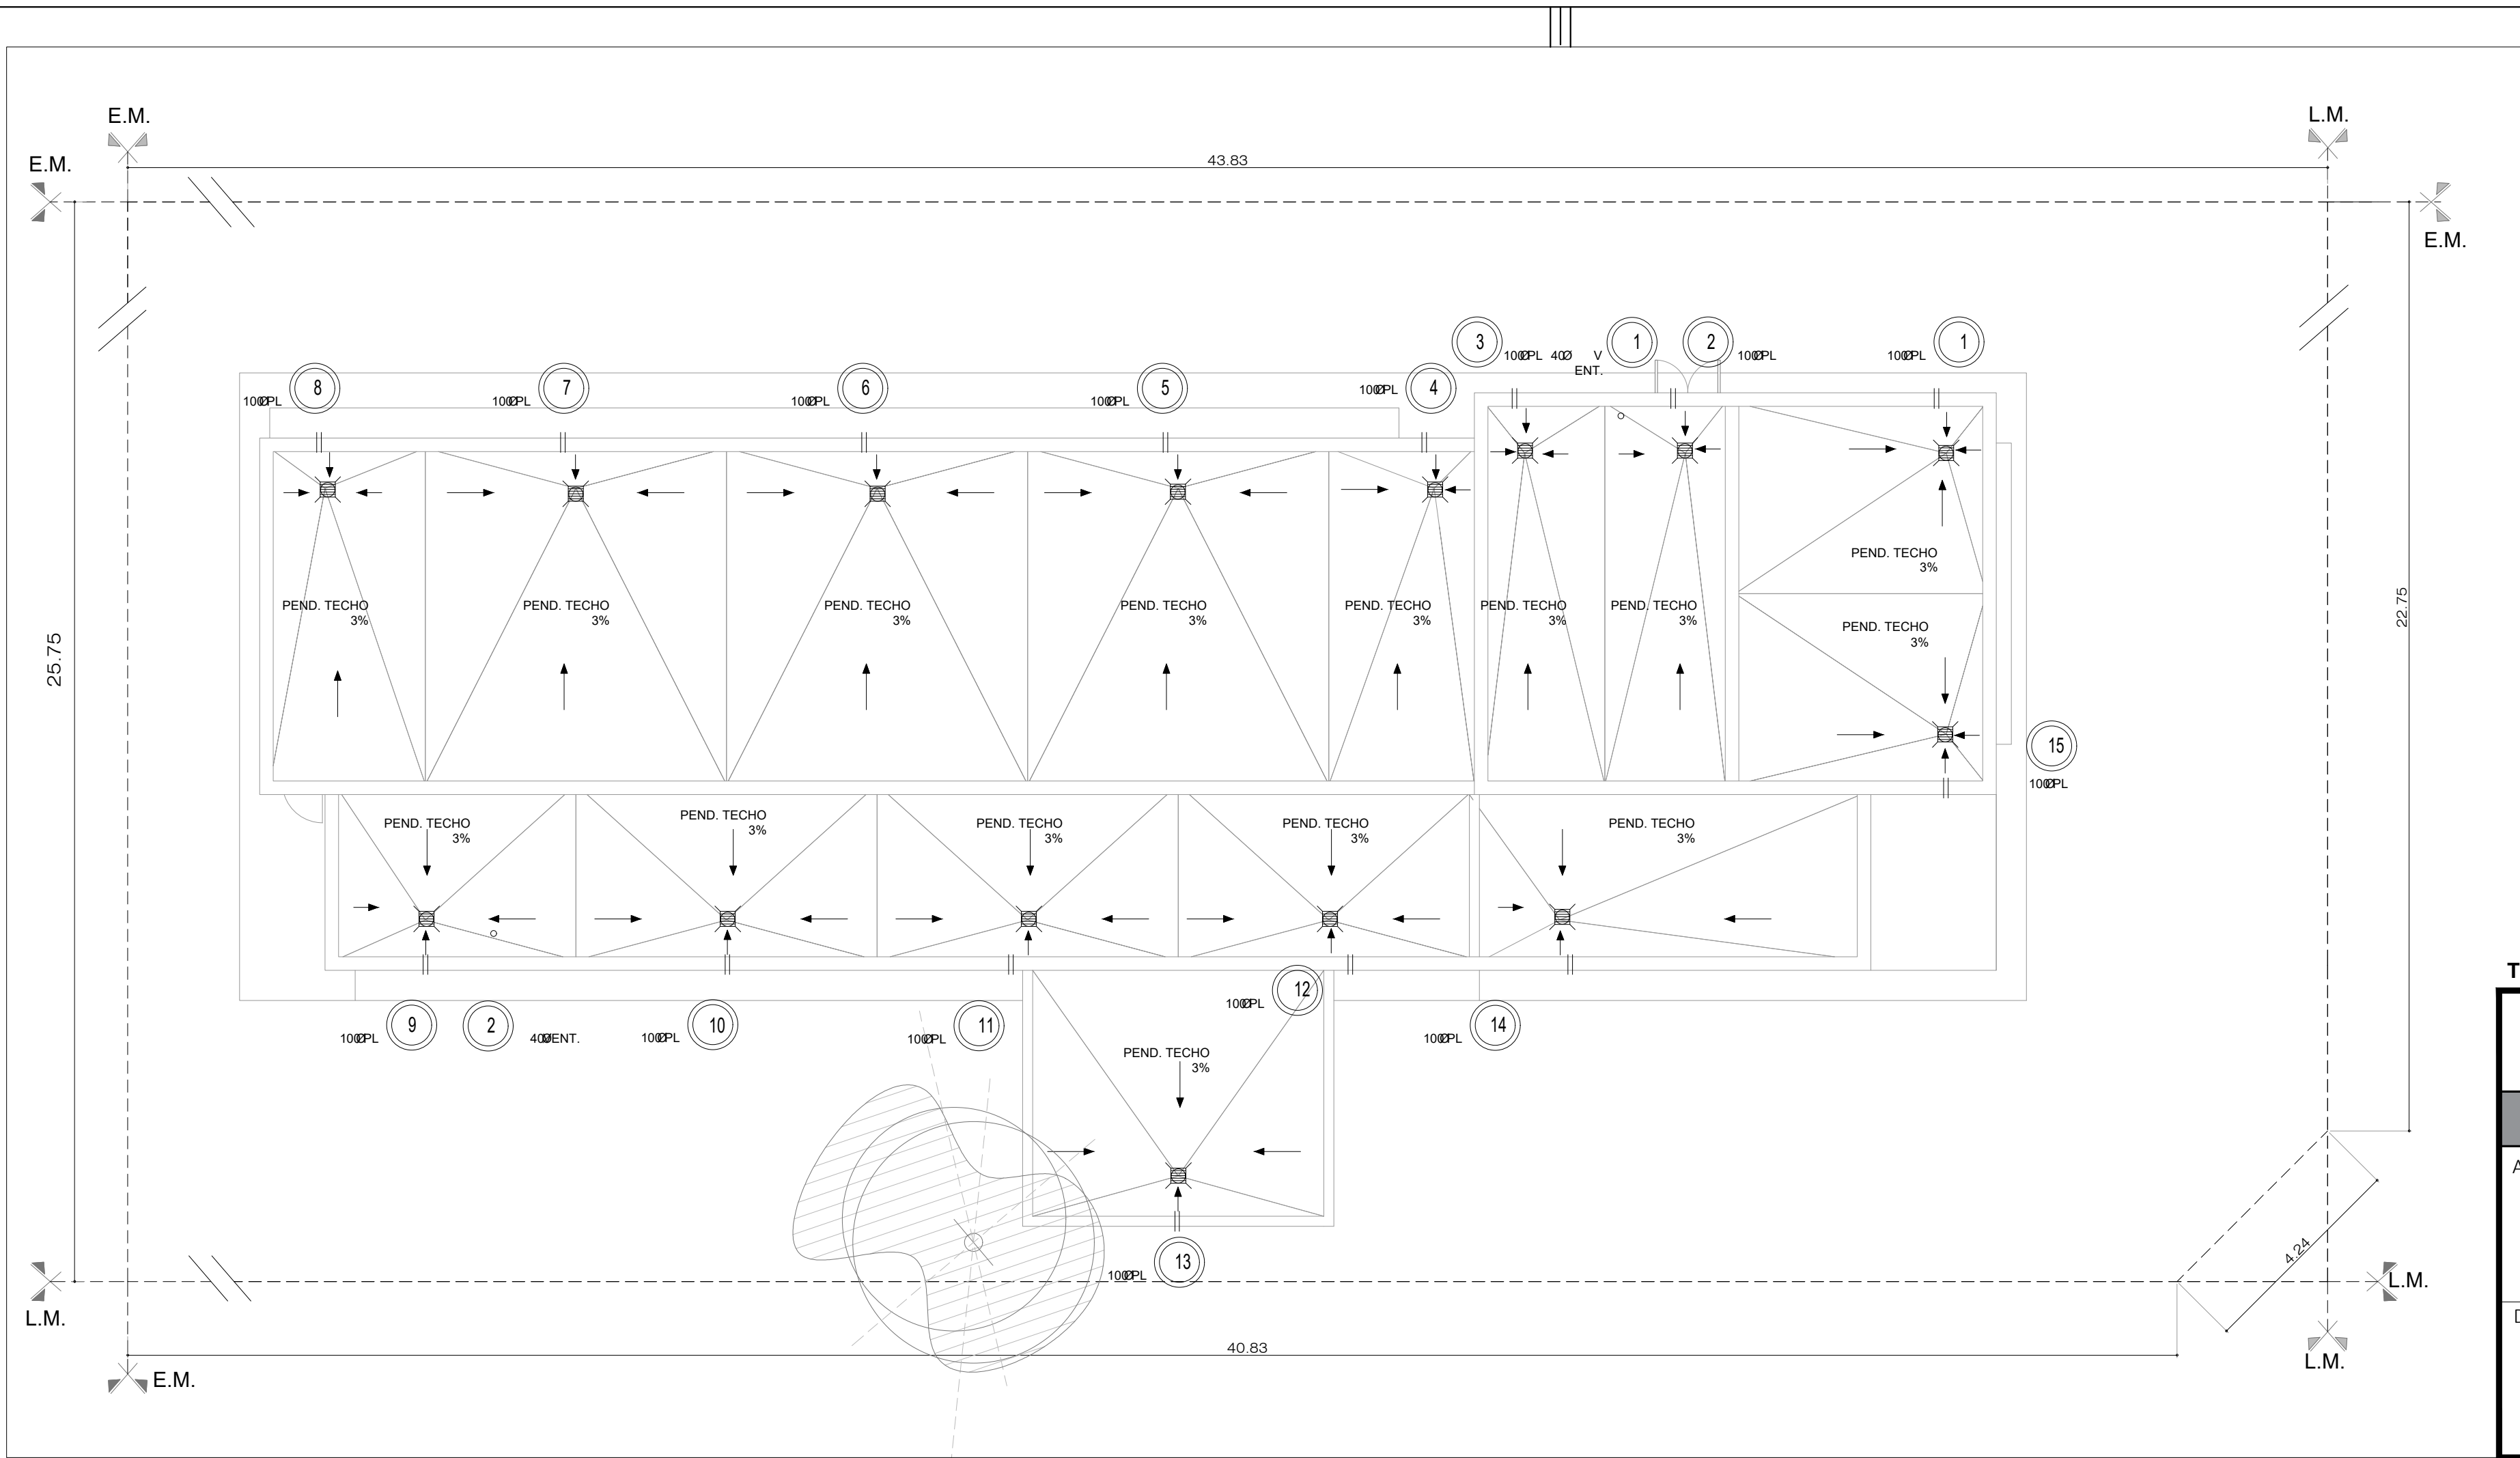 E.M.
L.M.
E.M.
43.83
E.M.
3
1
2
1
100ØPL
40Ø
V
ENT.
100ØPL
100ØPL
8
7
6
5
4
100ØPL
100ØPL
100ØPL
100ØPL
100ØPL
PEND. TECHO
3%
PEND. TECHO
3%
PEND. TECHO
3%
PEND. TECHO
3%
PEND. TECHO
3%
PEND. TECHO
3%
PEND. TECHO
3%
PEND. TECHO
3%
PEND. TECHO
3%
25.75
22.75
15
100ØPL
PEND. TECHO
3%
PEND. TECHO
3%
PEND. TECHO
3%
PEND. TECHO
3%
PEND. TECHO
3%
12
100ØPL
9
2
10
11
14
100ØPL
40ØVENT.
100ØPL
100ØPL
100ØPL
PEND. TECHO
3%
13
100ØPL
4.24
L.M.
L.M.
40.83
E.M.
L.M.
T